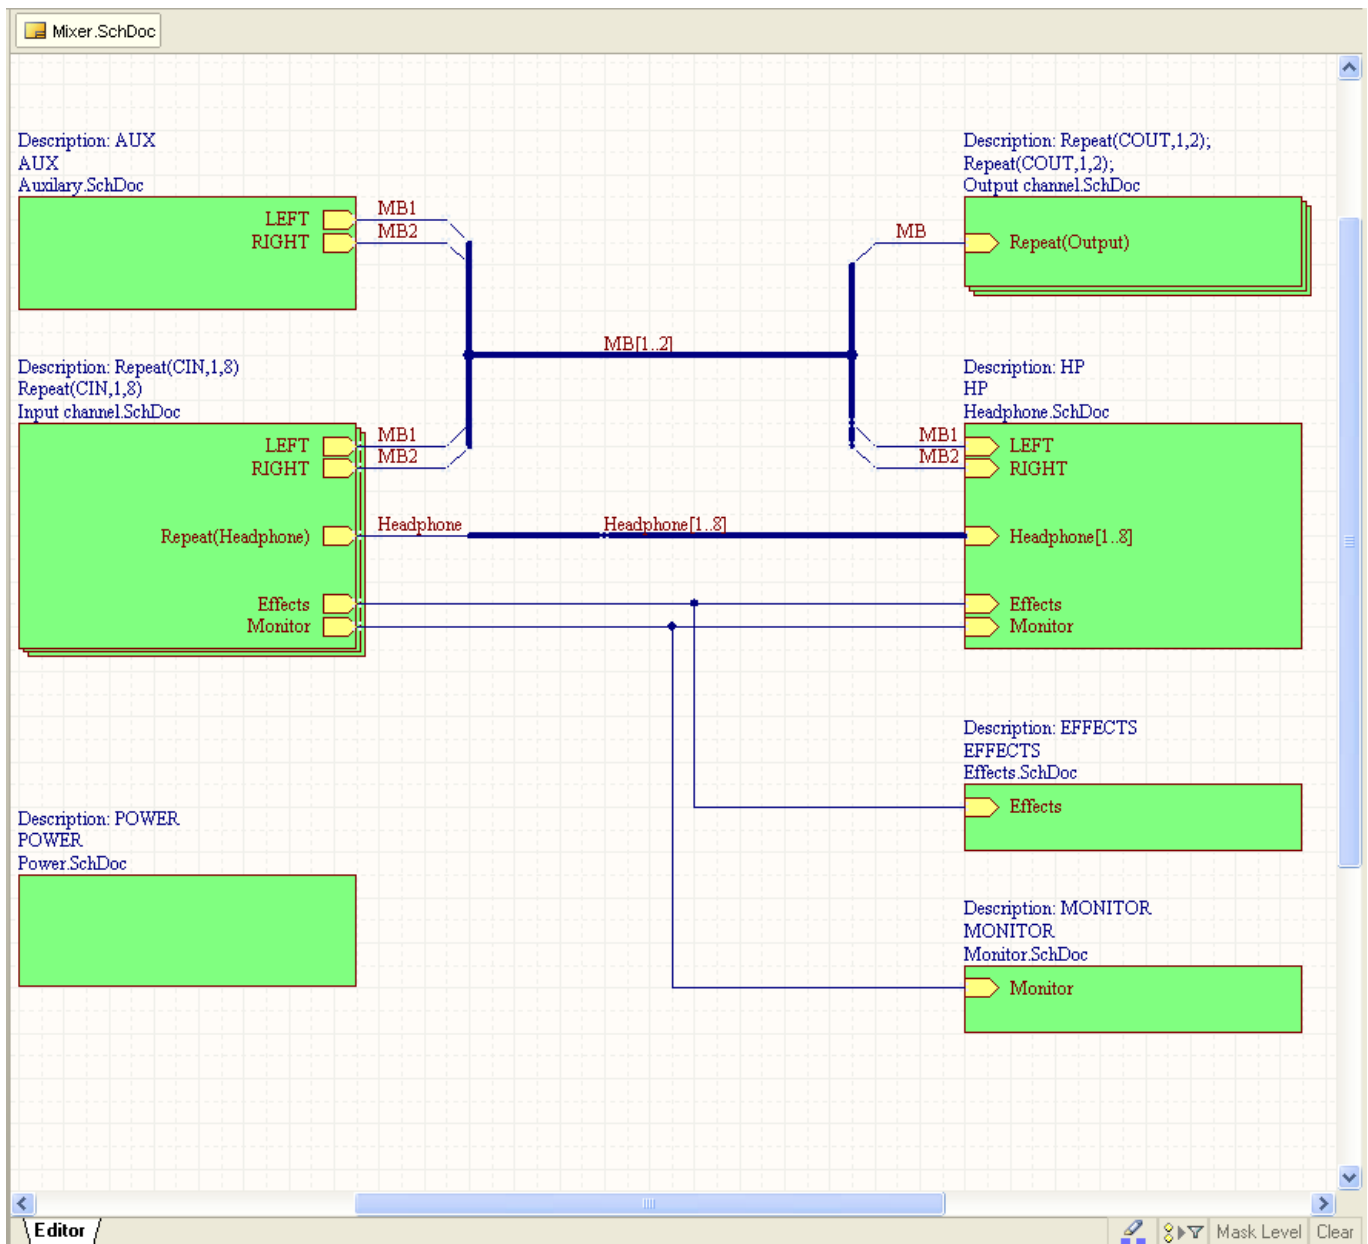 Mixer.SchDoc
Description: AUX
AUX
Auxilary.SchDoc
LEFT
RIGHT
MB1
MB2
Description: Repeat(COUT,1,2);
Repeat(COUT,1,2);
Output channel.SchDoc
MB
Repeat(Output)
MB[1..2]
Description: Repeat(CIN,1,8)
Repeat(CIN,1,8)
Input channel.SchDoc
LEFT
RIGHT
Repeat(Headphone)
Effects
Monitor
MB1
MB2
Headphone
Headphone[1..8]
Description: HP
HP
Headphone.SchDoc
MB1
MB2
LEFT
RIGHT
Headphone[1..8]
Effects
Monitor
Description: EFFECTS
EFFECTS
Effects.SchDoc
Effects
Description: POWER
POWER
Power.SchDoc
Description: MONITOR
MONITOR
Monitor.SchDoc
Monitor
Editor
Mask Level
Clear